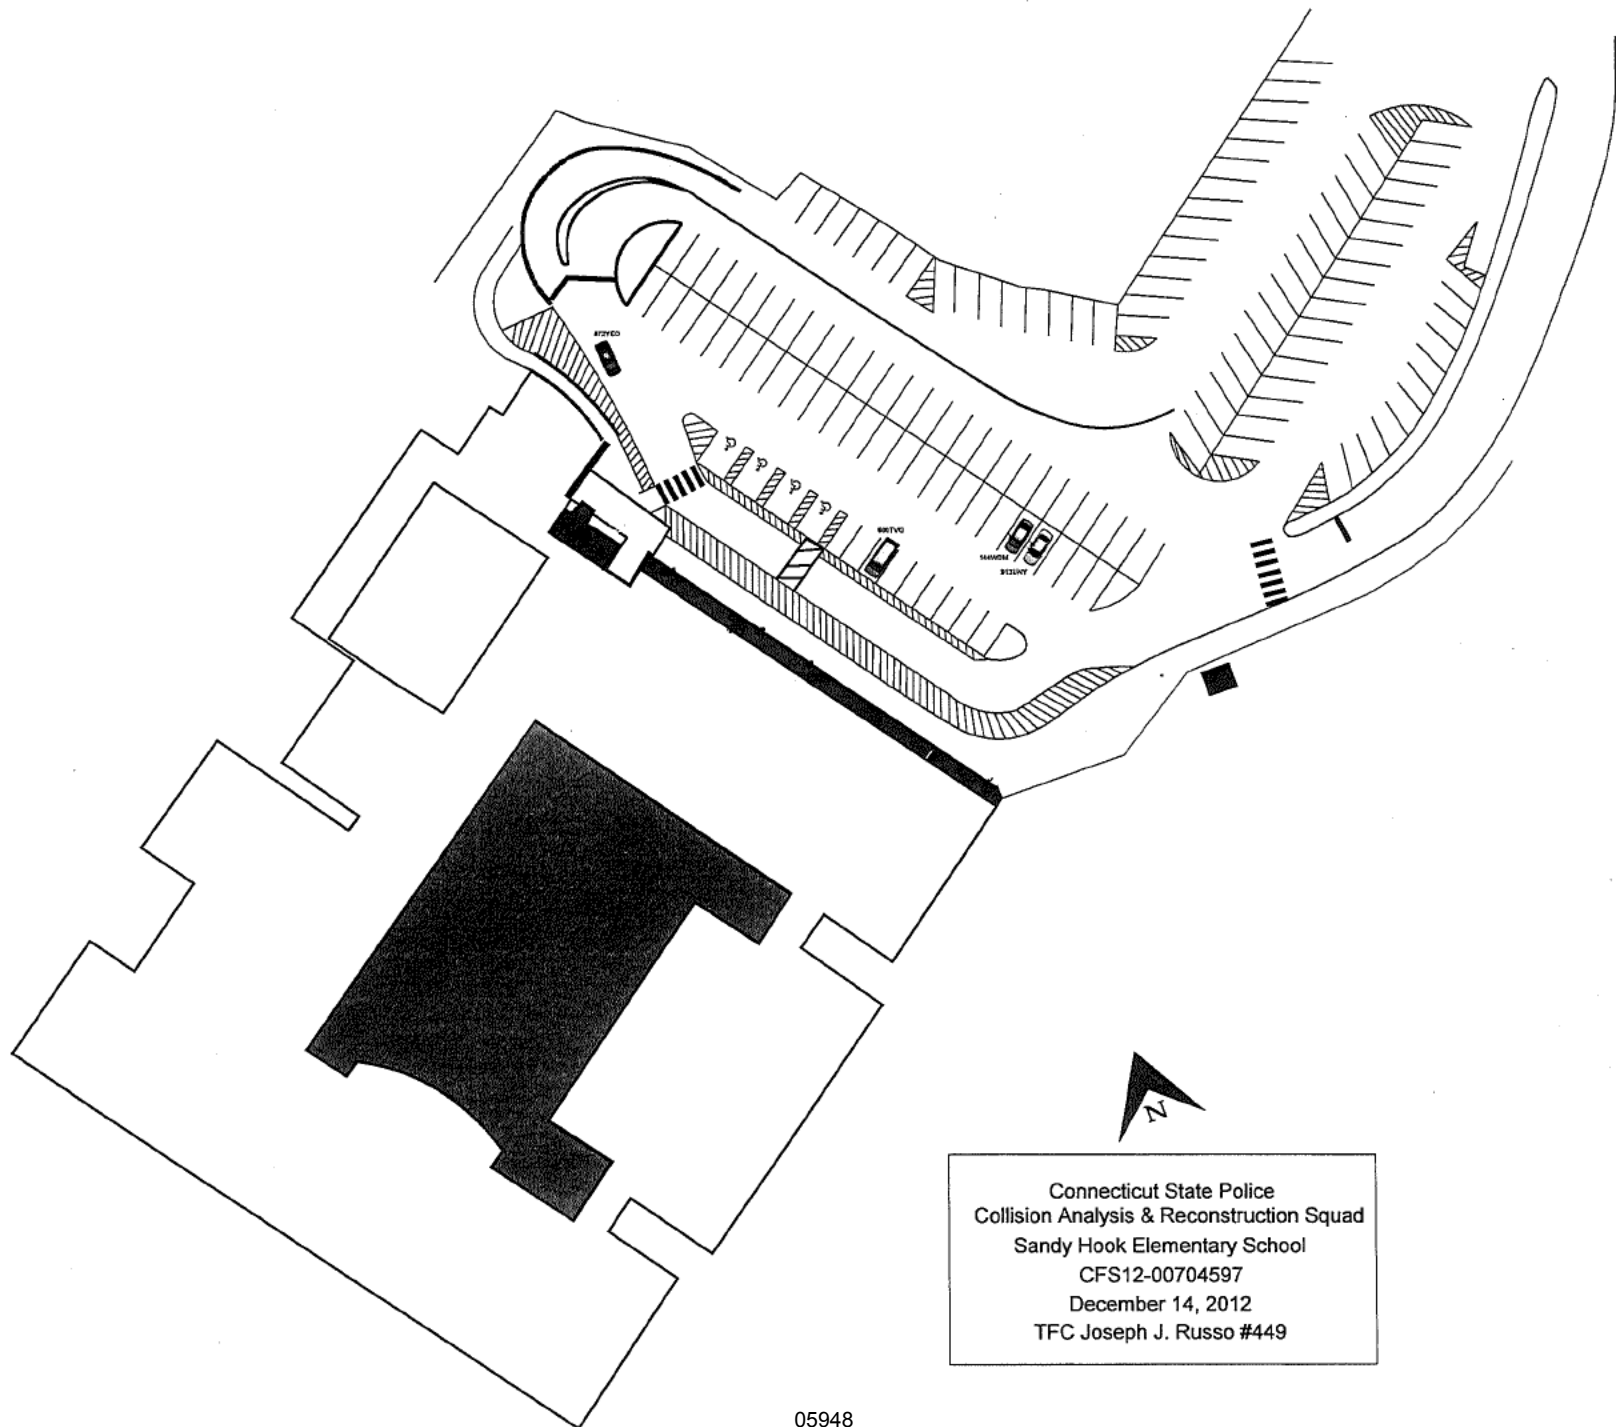 872YEO
N
Connecticut State Police
Collision Analysis & Reconstruction Squad
Sandy Hook Elementary School
CFS12-00704597
December 14, 2012
TFC Joseph J. Russo #449
05948